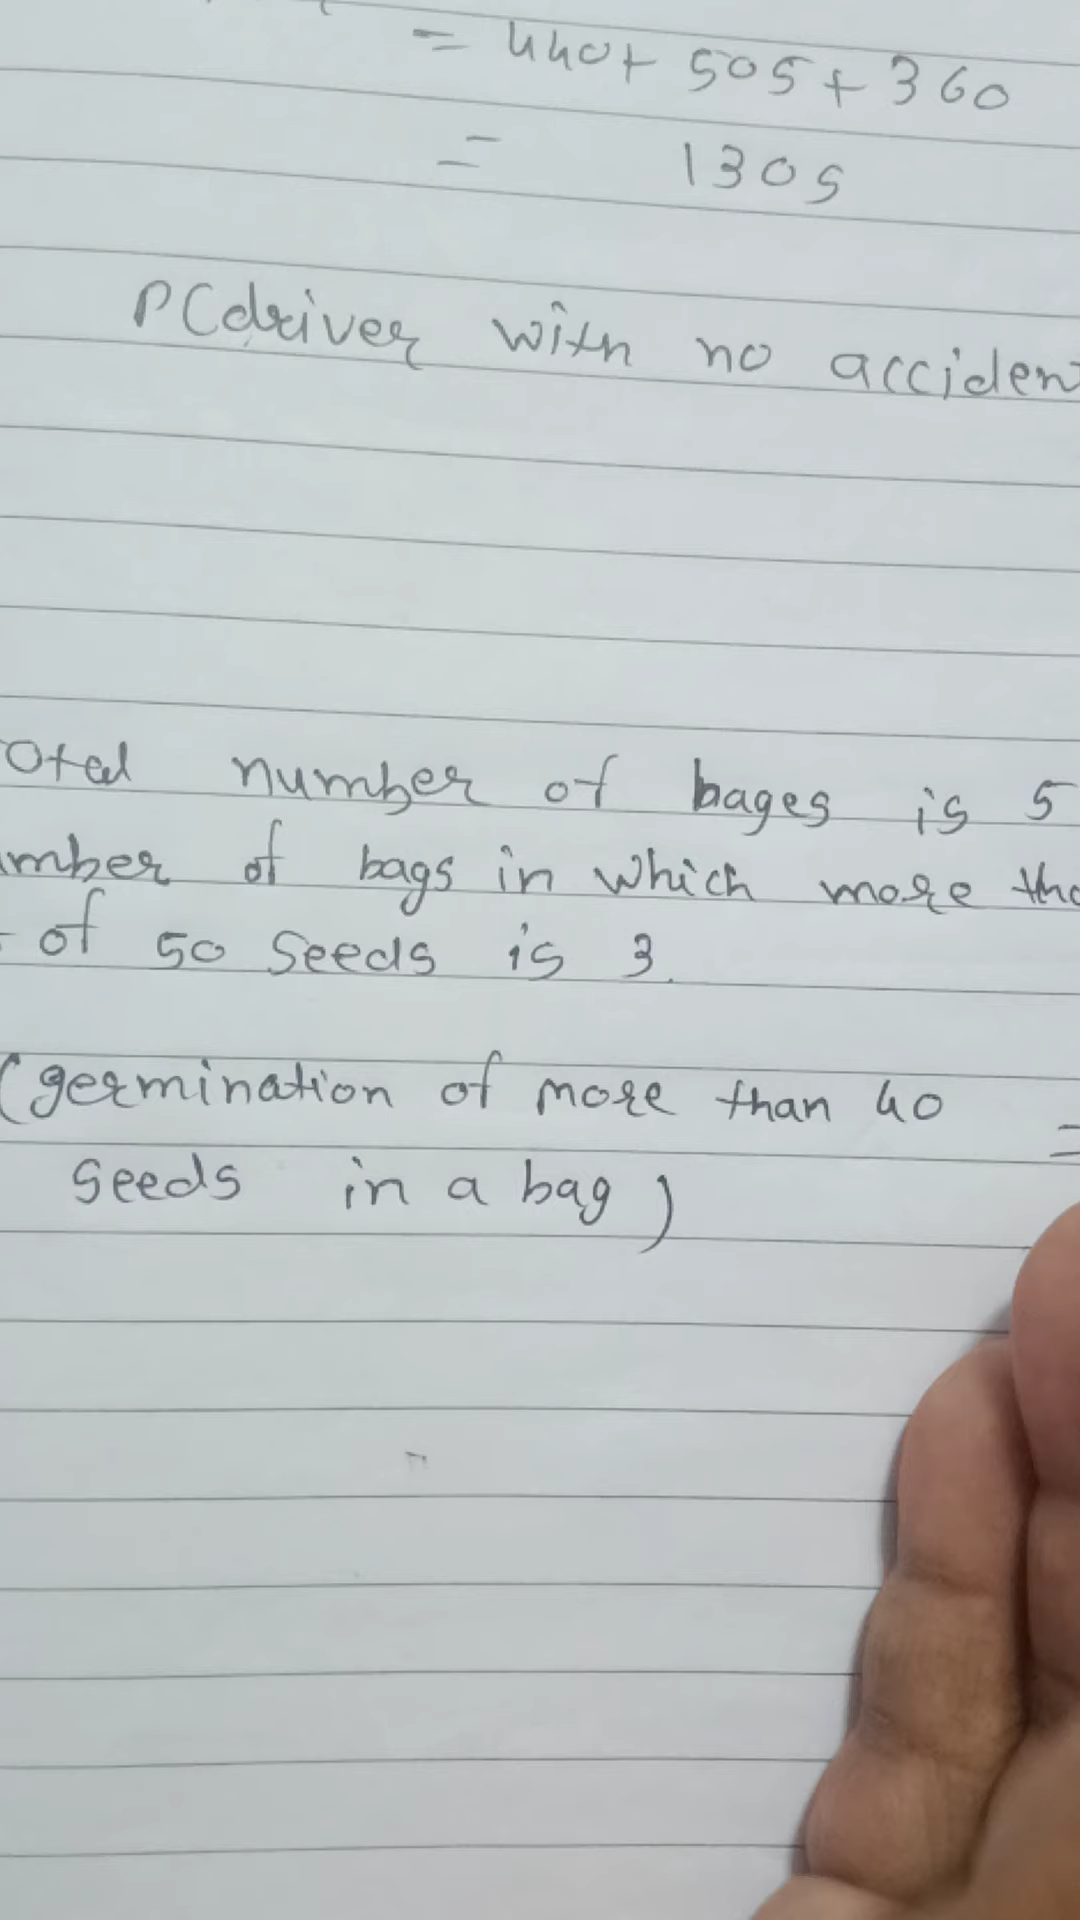 = 440+ 505+360
= 1305
P(driver with no acciden
otal number of bages is 5
mber of bags in which more tha
of 50 seeds is 3.
(germination of more than 40 =
seeds in a bag)